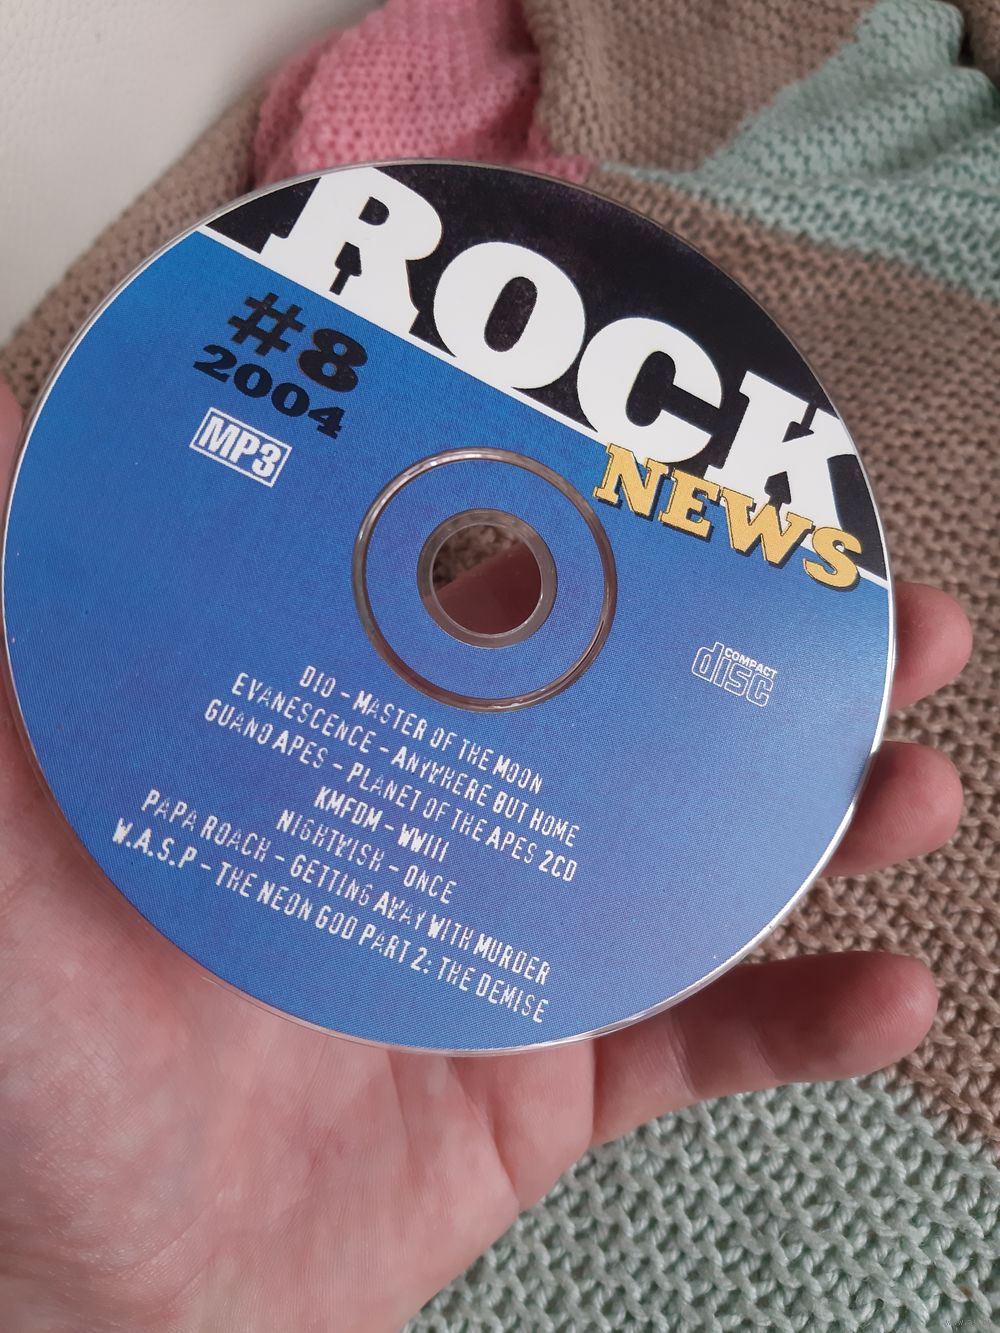 ROCK
NEWS
#8
2004
MP3
COMPACT
disc
DIO - MASTER OF THE MOON
EVANESCENCE - ANYWHERE BUT HOME
GUANO APES - PLANET OF THE APES 2CD
KMFDM - WWIII
NIGHTWISH - ONCE
PAPA ROACH - GETTING AWAY WITH MURDER
W.A.S.P - THE NEON GOD PART 2: THE DEMISE